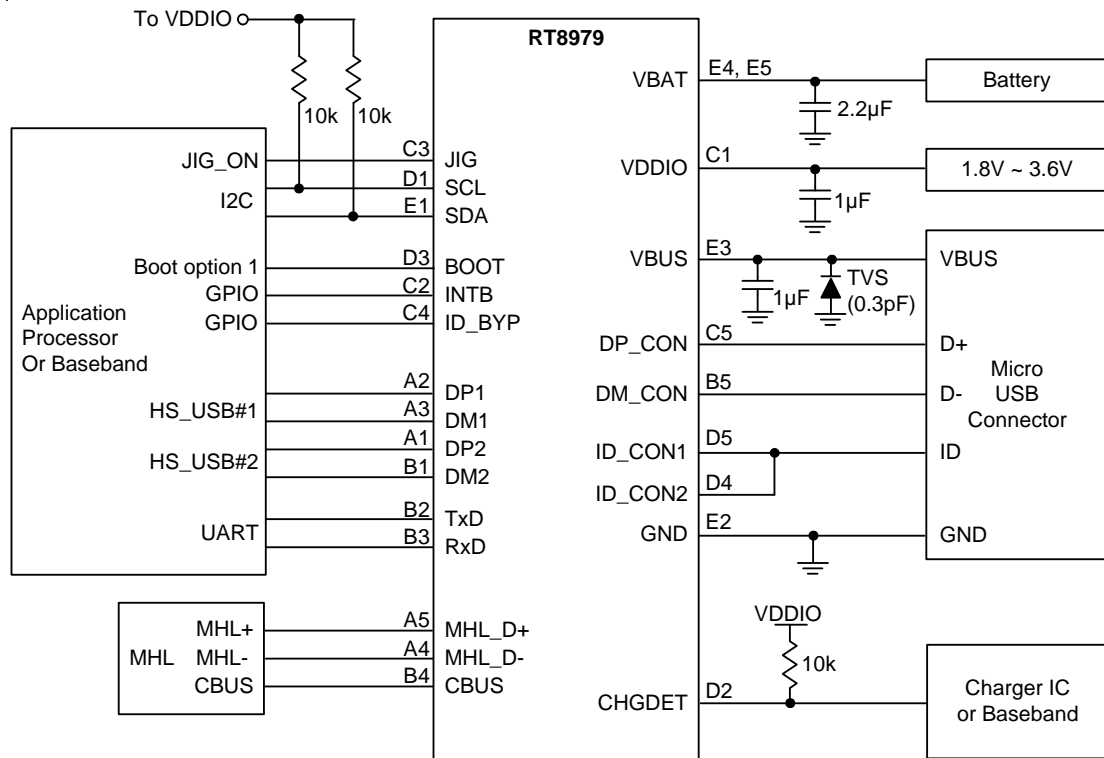 To VDDIO
10k
10k
RT8979
Application
Processor
Or Baseband
JIG_ON
I2C
Boot option 1
GPIO
GPIO
HS_USB#1
HS_USB#2
UART
C3
D1
E1
D3
C2
C4
A2
A3
A1
B1
B2
B3
JIG
SCL
SDA
BOOT
INTB
ID_BYP
DP1
DM1
DP2
DM2
TxD
RxD
MHL
MHL+
MHL-
CBUS
A5
A4
B4
MHL_D+
MHL_D-
CBUS
VBAT
E4, E5
2.2µF
Battery
VDDIO
C1
1µF
1.8V ~ 3.6V
VBUS
E3
1µF
TVS
(0.3pF)
VBUS
DP_CON
C5
D+
DM_CON
B5
D-
Micro
USB
Connector
ID_CON1
D5
ID
ID_CON2
D4
GND
E2
GND
VDDIO
10k
CHGDET
D2
Charger IC
or Baseband